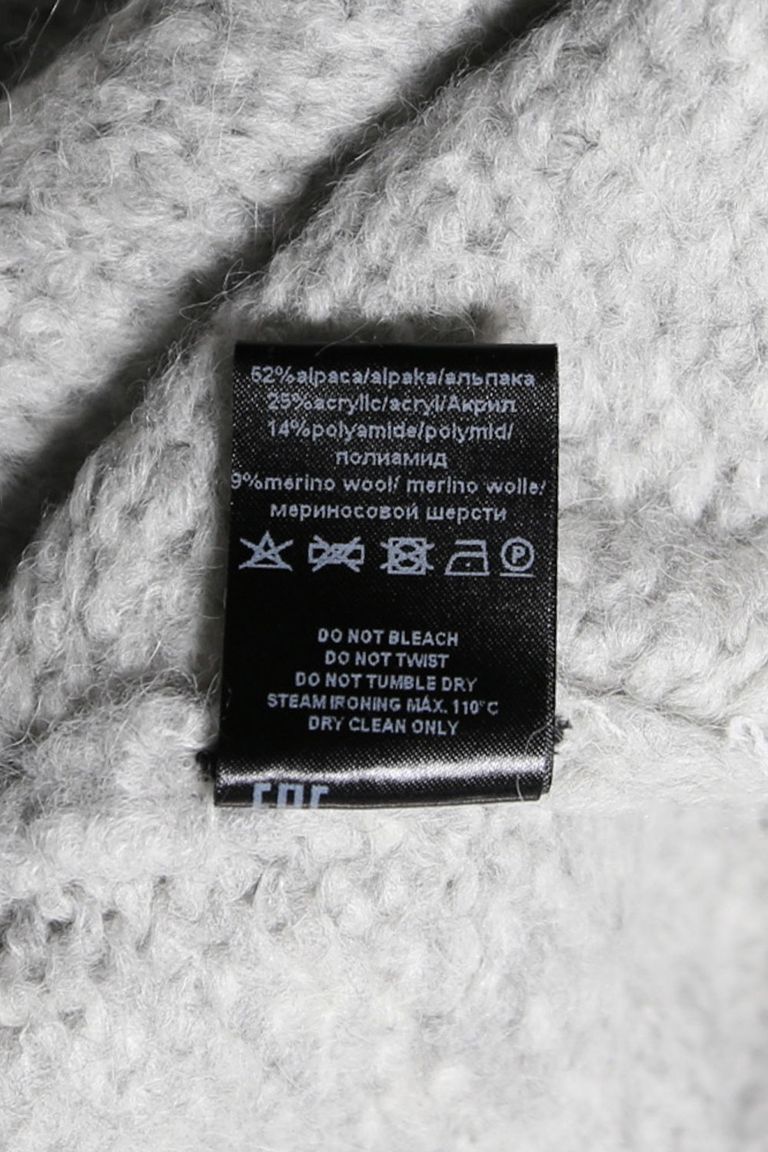 52%alpaca/alpaka/альпака
25%acrylic/acryl/Акрил
14%polyamide/polymid/
полиамид
9%merino wool/ merino wolle/
мериносовой шерсти
P
DO NOT BLEACH
DO NOT TWIST
DO NOT TUMBLE DRY
STEAM IRONING MAX. 110°C
DRY CLEAN ONLY